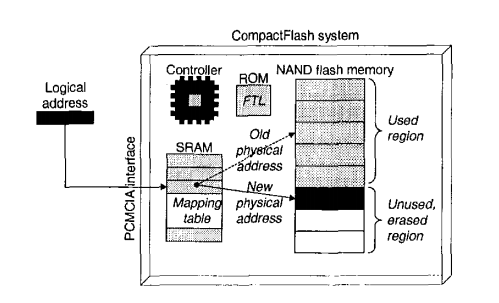 CompactFlash system
Controller
ROM
NAND flash memory
Logical
address
FTL
Old
physical
address
Used
region
SRAM
PCMCIA interface
Mapping
table
New
physical
address
Unused,
erased
region